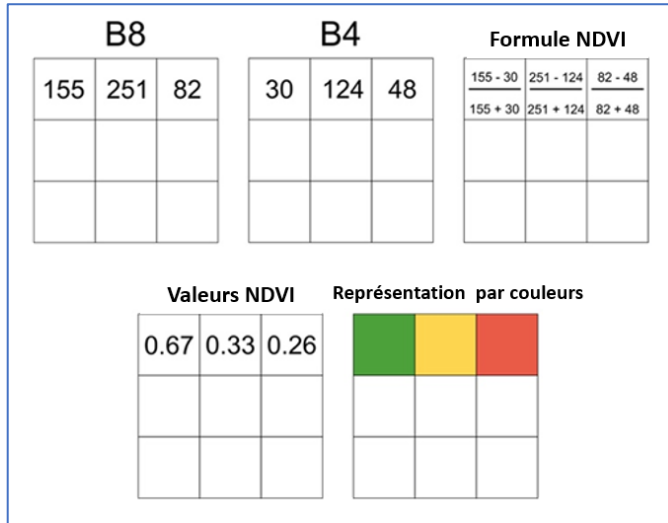 B8
B4
Formule NDVI
155 251 82
30 124 48
155 - 30 251 - 124 82 - 48
155 + 30 251 + 124 82 + 48
Valeurs NDVI
Représentation par couleurs
0.67 0.33 0.26